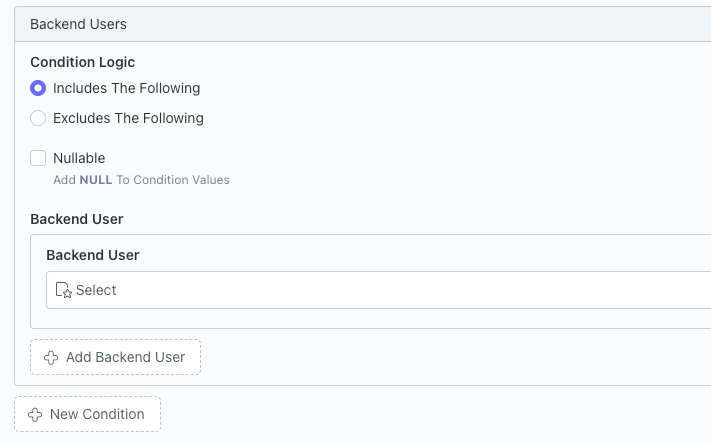 Backend Users
Condition Logic
Includes The Following
Excludes The Following
Nullable
Add NULL To Condition Values
Backend User
Backend User
Select
Add Backend User
New Condition